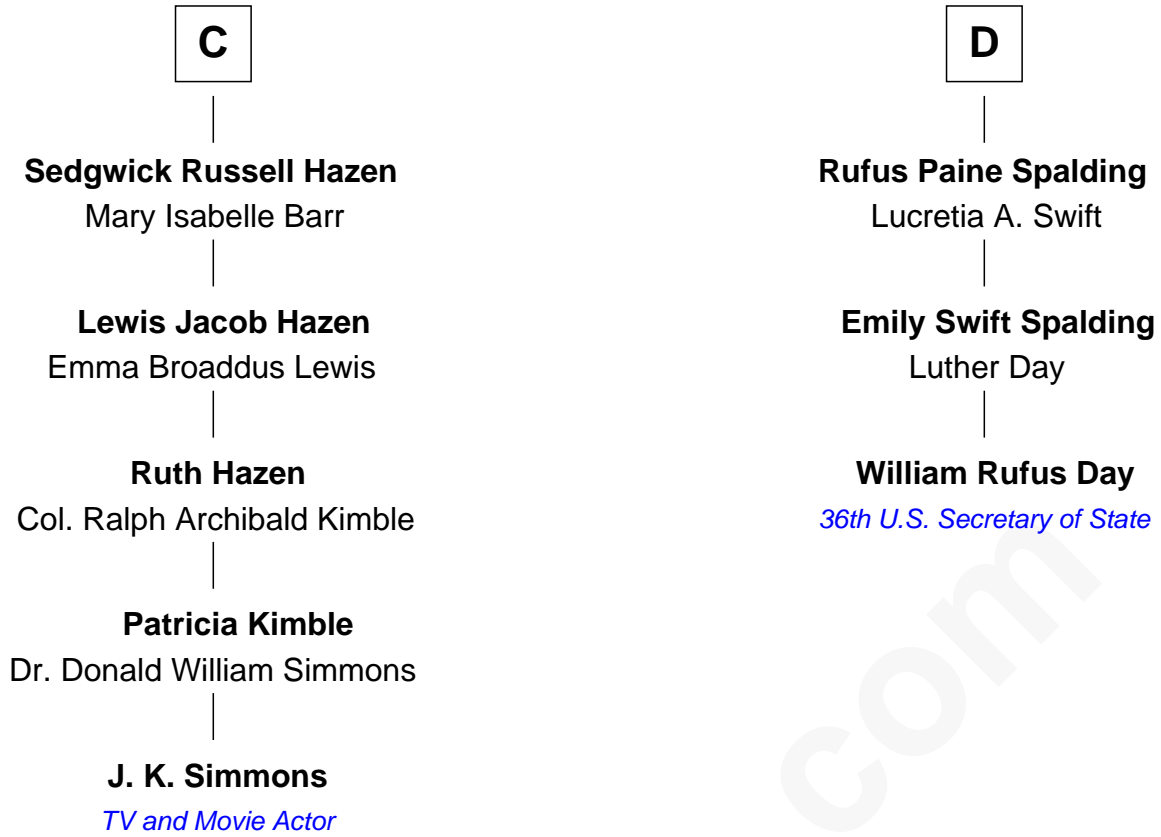 C
Sedgwick Russell Hazen
Mary Isabelle Barr
Lewis Jacob Hazen
Emma Broaddus Lewis
Ruth Hazen
Col. Ralph Archibald Kimble
Patricia Kimble
Dr. Donald William Simmons
J. K. Simmons
TV and Movie Actor
D
Rufus Paine Spalding
Lucretia A. Swift
Emily Swift Spalding
Luther Day
William Rufus Day
36th U.S. Secretary of State
com